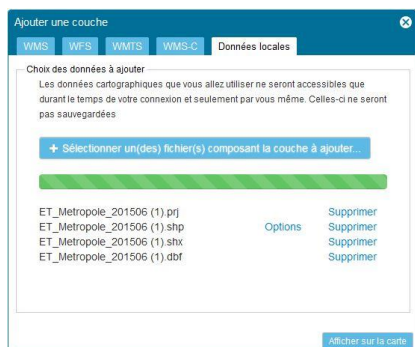 Ajouter une couche
WMS WFS WMTS WMS-C Données locales
Choix des données à ajouter
Les données cartographiques que vous allez utiliser ne seront accessibles que
durant le temps de votre connexion et seulement par vous même. Celles-ci ne seront
pas sauvegardées
+ Sélectionner un(des) fichier(s) composant la couche à ajouter...
ET_Metropole_201506 (1).prj Supprimer
ET_Metropole_201506 (1).shp Options Supprimer
ET_Metropole_201506 (1).shx Supprimer
ET_Metropole_201506 (1).dbf Supprimer
Afficher sur la carte